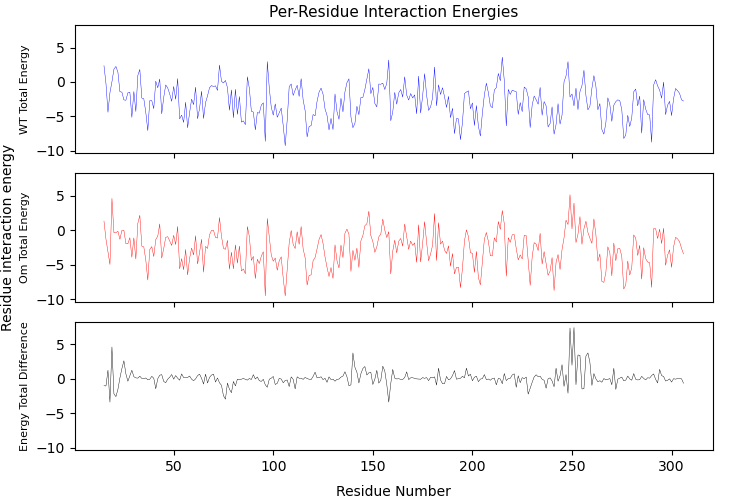 Per-Residue Interaction Energies
Residue interaction energy
WT Total Energy
5
0
−5
−10
Om Total Energy
5
0
−5
−10
Energy Total Difference
5
0
−5
−10
50 100 150 200 250 300
Residue Number